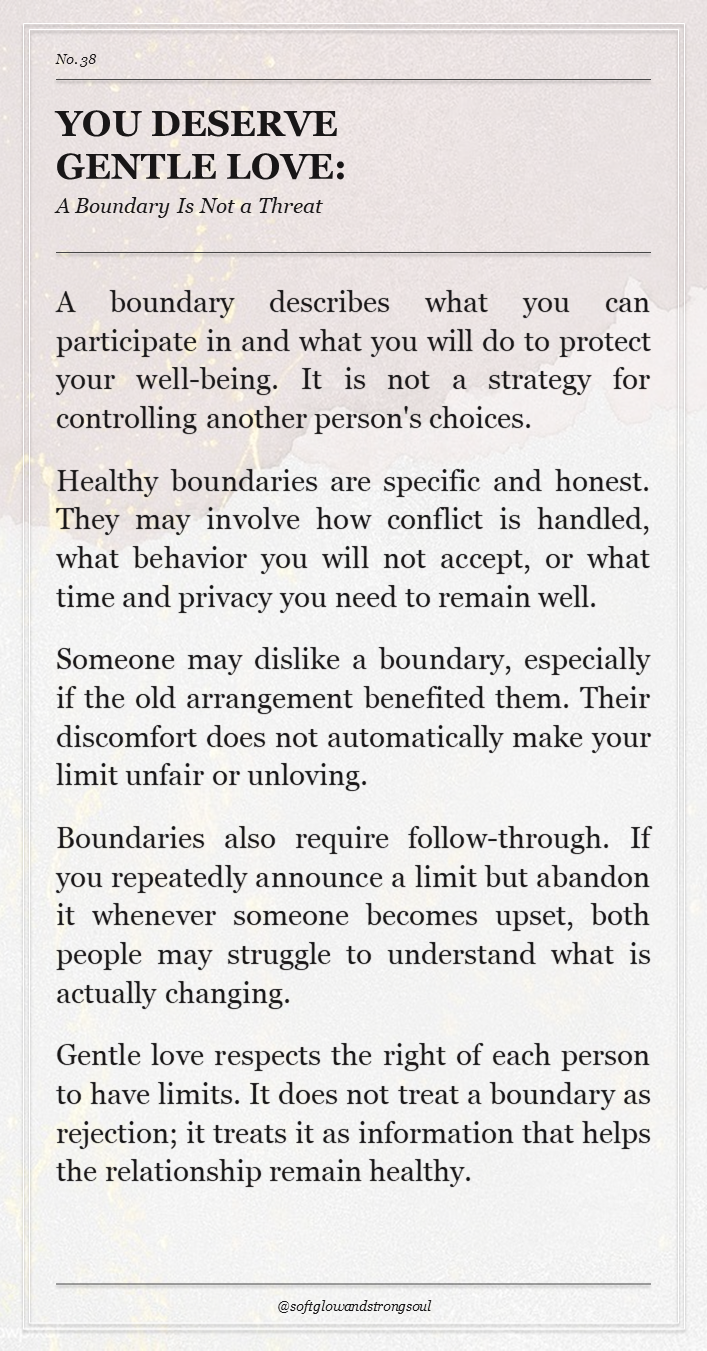 No. 38
YOU DESERVE
GENTLE LOVE:
A Boundary Is Not a Threat
A boundary describes what you can
participate in and what you will do to protect
your well-being. It is not a strategy for
controlling another person's choices.
Healthy boundaries are specific and honest.
They may involve how conflict is handled,
what behavior you will not accept, or what
time and privacy you need to remain well.
Someone may dislike a boundary, especially
if the old arrangement benefited them. Their
discomfort does not automatically make your
limit unfair or unloving.
Boundaries also require follow-through. If
you repeatedly announce a limit but abandon
it whenever someone becomes upset, both
people may struggle to understand what is
actually changing.
Gentle love respects the right of each person
to have limits. It does not treat a boundary as
rejection; it treats it as information that helps
the relationship remain healthy.
@softglowandstrongsoul